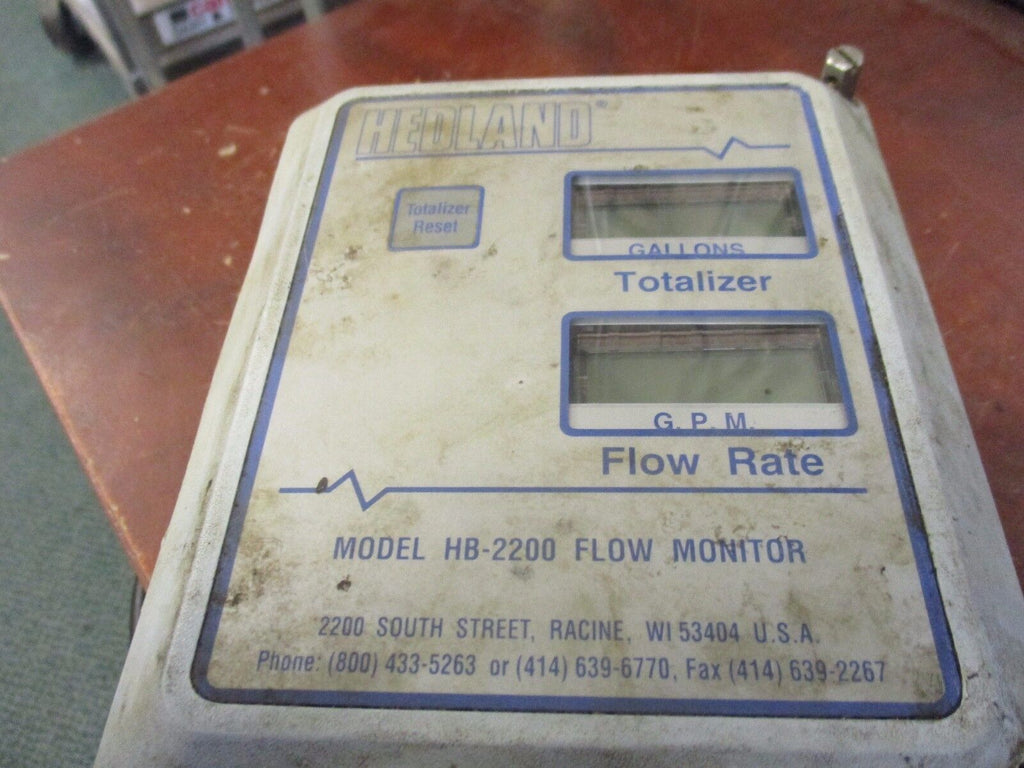 HEDLAND®
Totalizer
Reset
GALLONS
Totalizer
G. P. M.
Flow Rate
MODEL HB-2200 FLOW MONITOR
2200 SOUTH STREET, RACINE, WI 53404 U.S.A.
Phone: (800) 433-5263 or (414) 639-6770, Fax (414) 639-2267